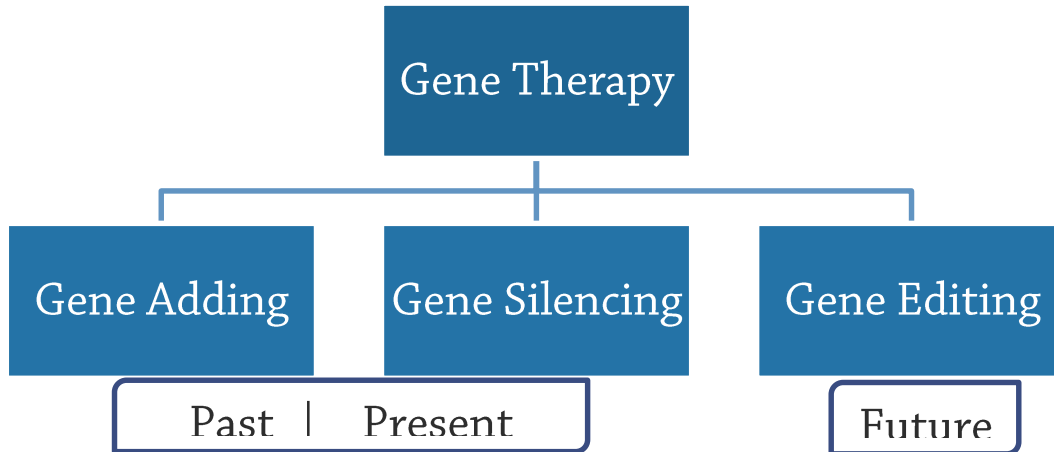 Gene Therapy
Gene Adding
Gene Silencing
Gene Editing
Past | Present
Future